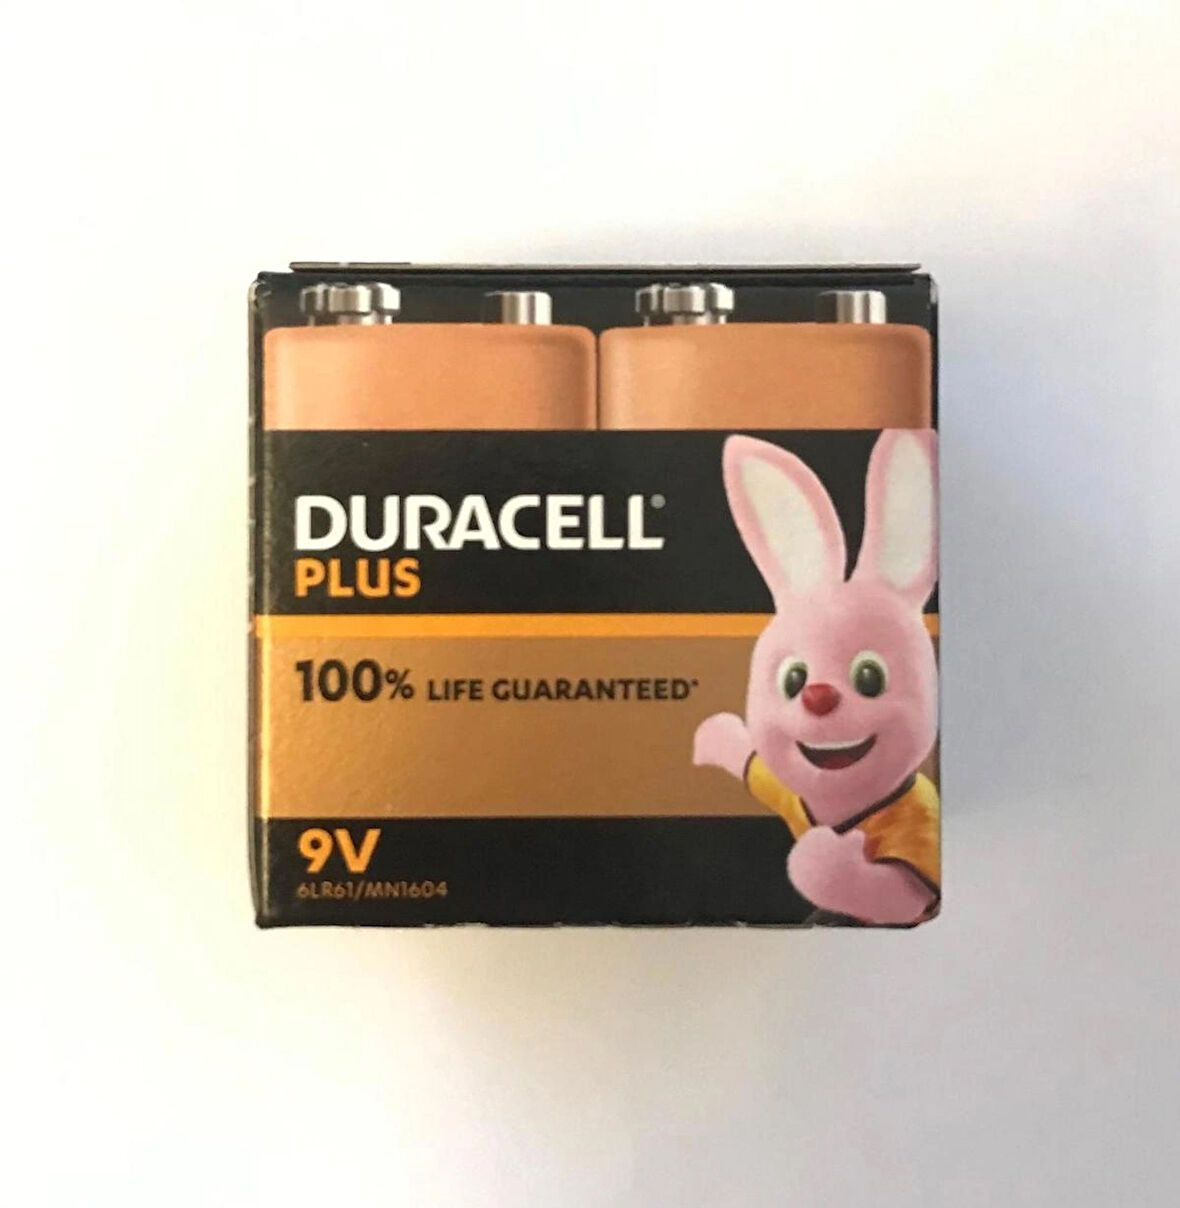 DURACELL®
PLUS
100% LIFE GUARANTEED*
9V
6LR61/MN1604